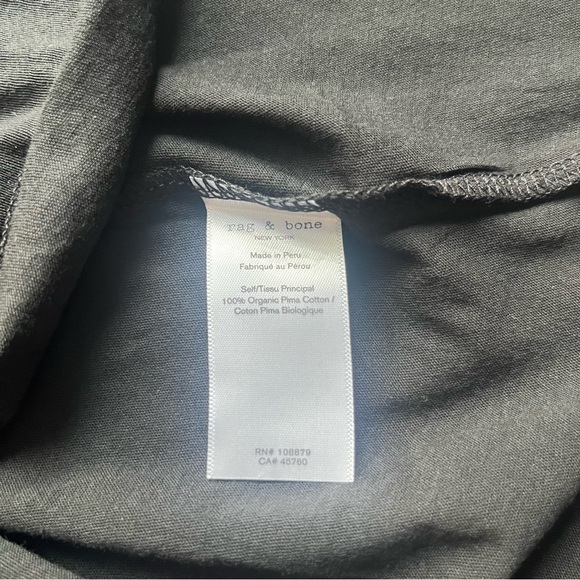 rag & bone
NEW YORK
Made in Peru
Fabriqué au Pérou
Self/Tissu Principal
100% Organic Pima Cotton /
Coton Pima Biologique
RN# 108879
CA# 45760